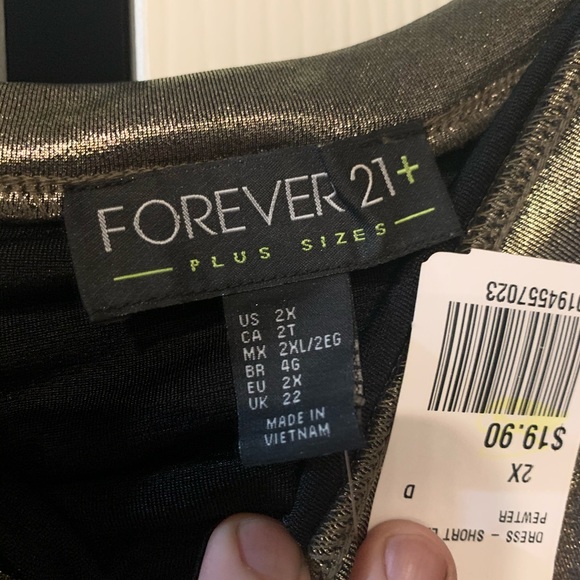 FOREVER 21+
PLUS SIZES
US 2X
CA 2T
MX 2XL/2EG
BR 4G
EU 2X
UK 22
MADE IN
VIETNAM
DRESS - SHORT
PEWTER
D
2X
$19.90
0194557023